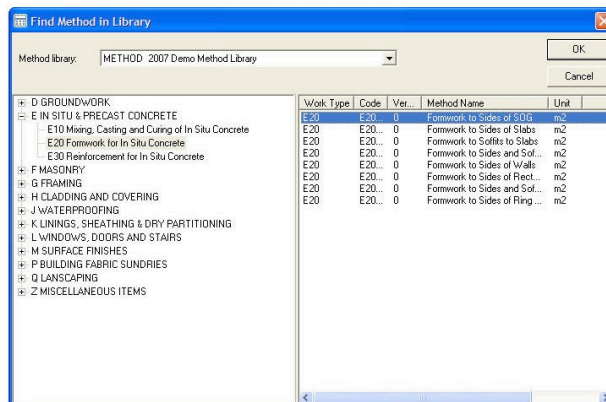 Find Method in Library
Method library: METHOD 2007 Demo Method Library
OK
Cancel
D GROUNDWORK
E IN SITU & PRECAST CONCRETE
E10 Mixing, Casting and Curing of In Situ Concrete
E20 Formwork for In Situ Concrete
E30 Reinforcement for In Situ Concrete
F MASONRY
G FRAMING
H CLADDING AND COVERING
J WATERPROOFING
K LININGS, SHEATHING & DRY PARTITIONING
L WINDOWS, DOORS AND STAIRS
M SURFACE FINISHES
P BUILDING FABRIC SUNDRIES
Q LANSCAPING
Z MISCELLANEOUS ITEMS
Work Type Code Ver... Method Name Unit
E20 E20... 0 Formwork to Sides of SOG m2
E20 E20... 0 Formwork to Sides of Slabs m2
E20 E20... 0 Formwork to Soffits to Slabs m2
E20 E20... 0 Formwork to Sides and Sof... m2
E20 E20... 0 Formwork to Sides of Walls m2
E20 E20... 0 Formwork to Sides of Rect... m2
E20 E20... 0 Formwork to Sides and Sof... m2
E20 E20... 0 Formwork to Sides of Ring ... m2